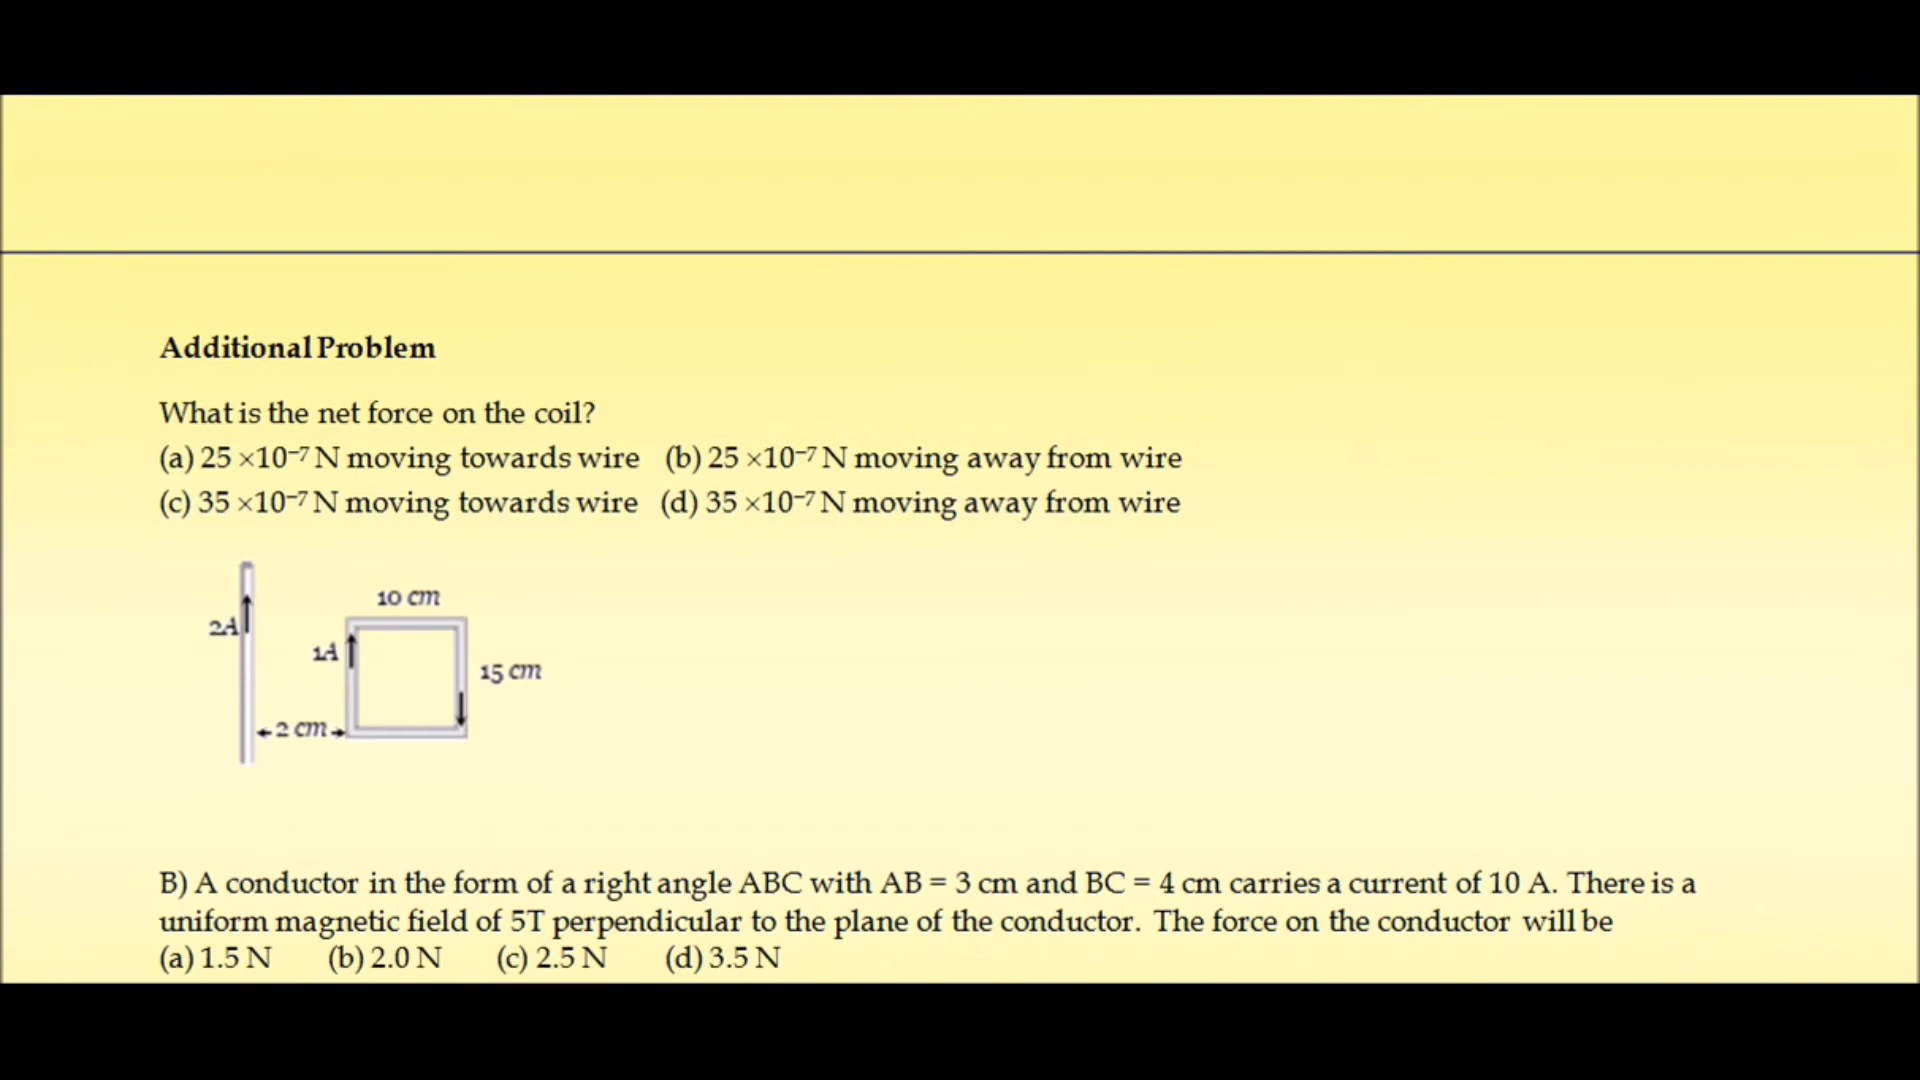 Additional Problem
What is the net force on the coil?
(a) 25 ×10⁻⁷ N moving towards wire (b) 25 ×10⁻⁷ N moving away from wire
(c) 35 ×10⁻⁷ N moving towards wire (d) 35 ×10⁻⁷ N moving away from wire
10 cm
2A
1A
15 cm
2 cm
B) A conductor in the form of a right angle ABC with AB = 3 cm and BC = 4 cm carries a current of 10 A. There is a
uniform magnetic field of 5T perpendicular to the plane of the conductor. The force on the conductor will be
(a) 1.5 N (b) 2.0 N (c) 2.5 N (d) 3.5 N